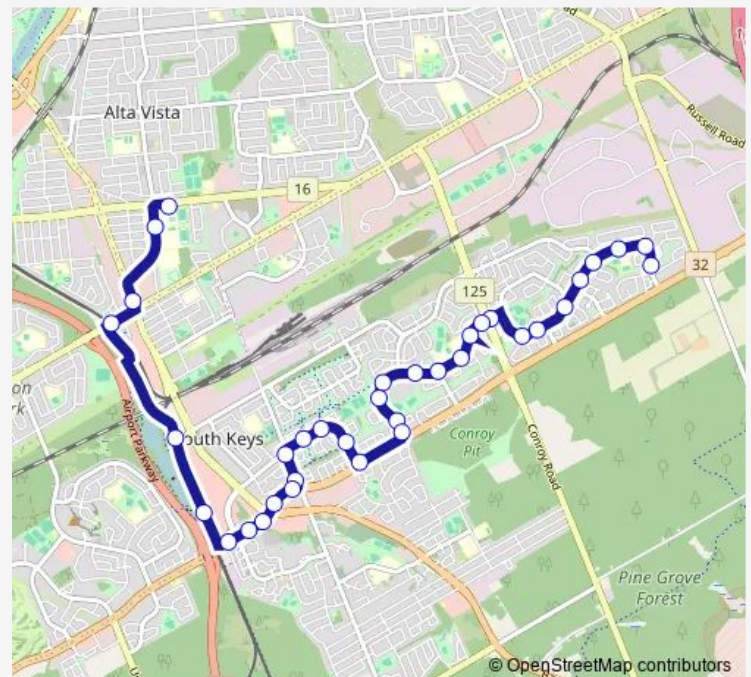 Alta Vista
16
Russell Road
32
125
Airport Parkway
outh Keys
Conroy
Pit
Conroy Road
Pine Grove
Forest
© OpenStreetMap contributors